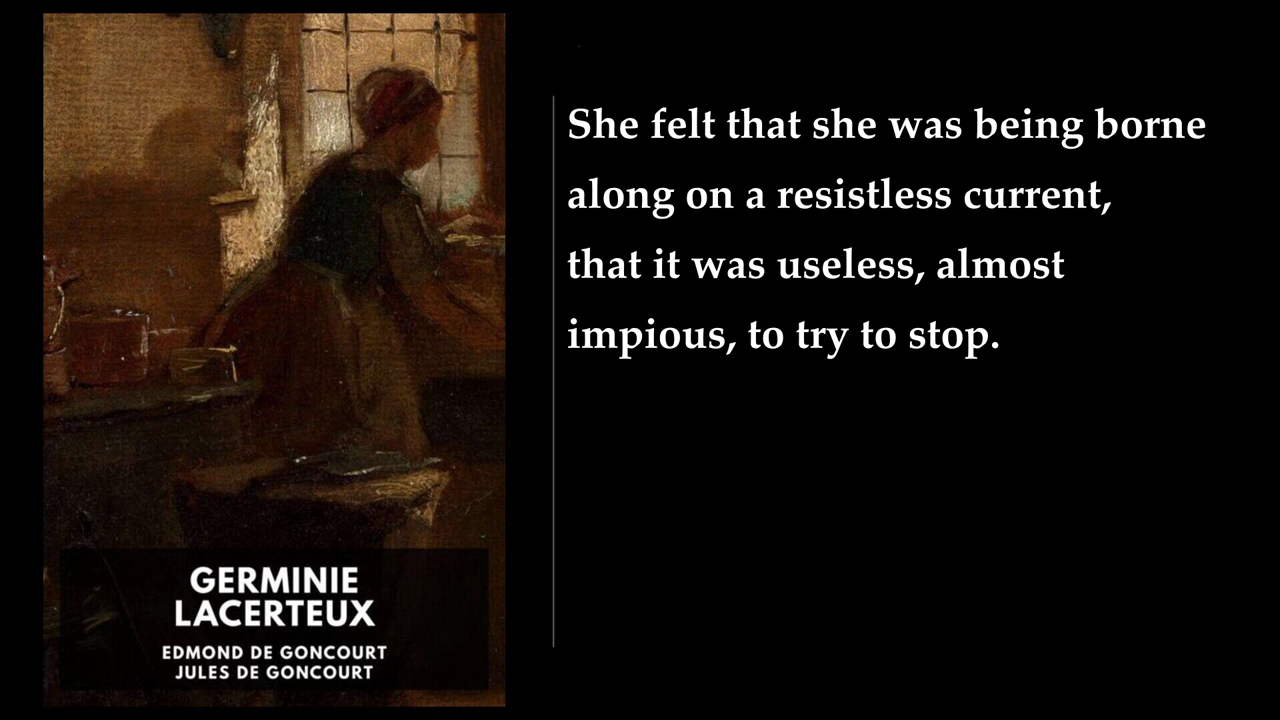 She felt that she was being borne
along on a resistless current,
that it was useless, almost
impious, to try to stop.
GERMINIE
LACERTEUX
EDMOND DE GONCOURT
JULES DE GONCOURT